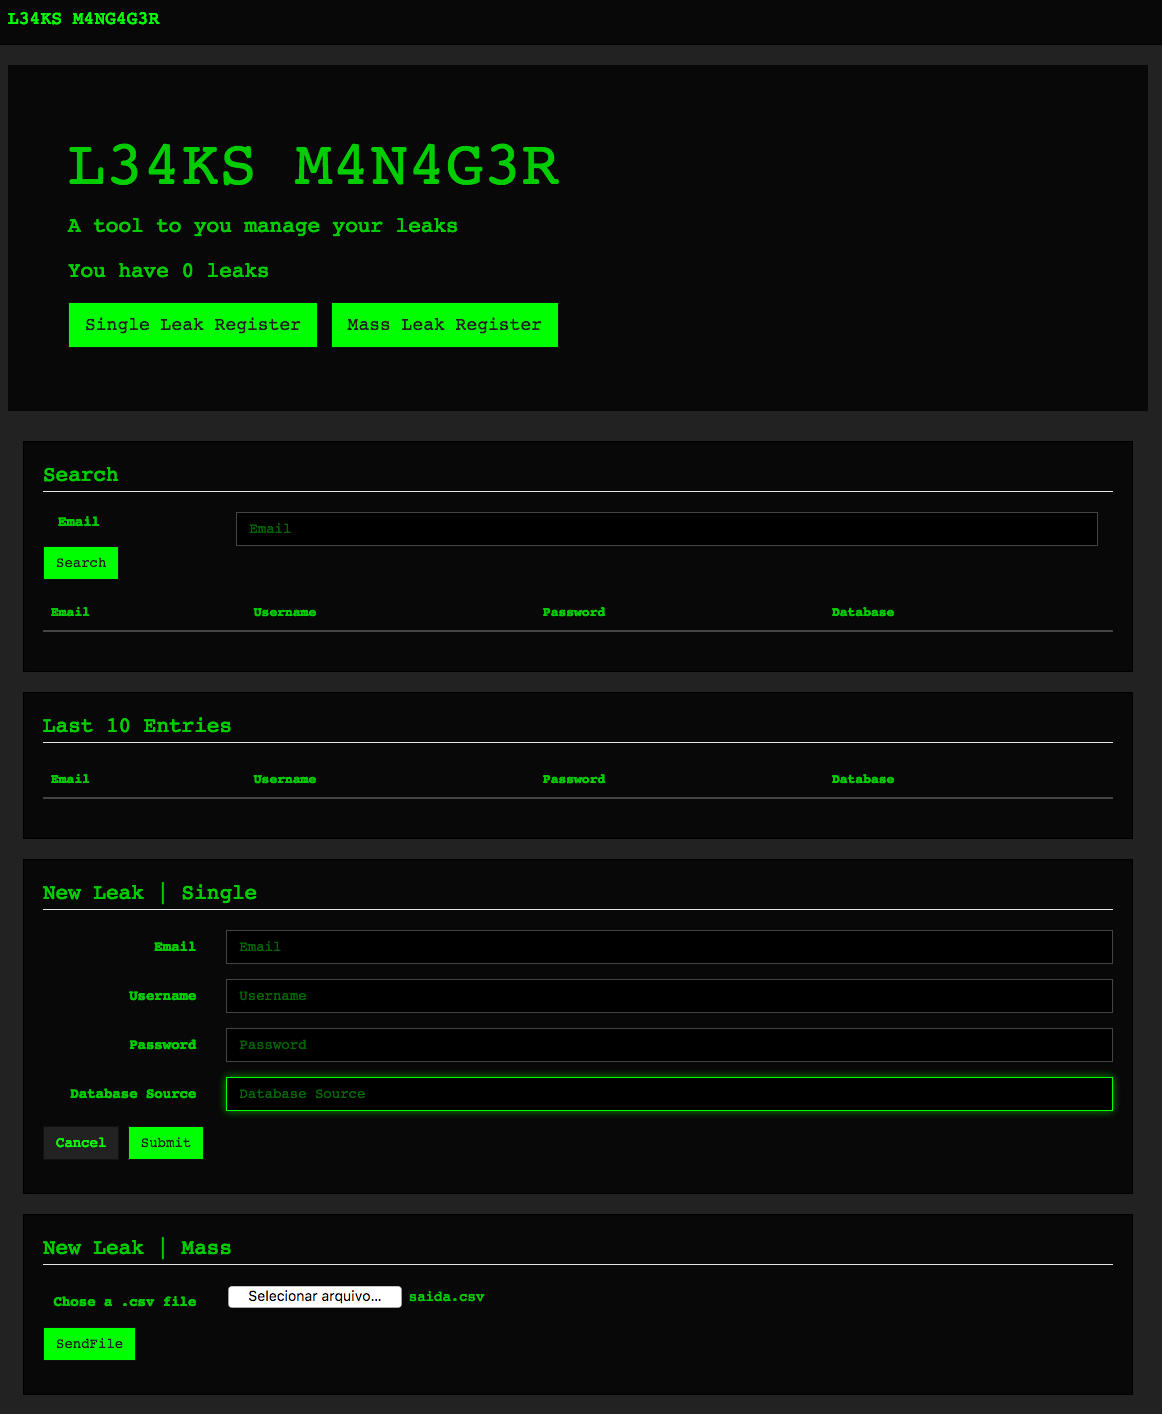 L34KS M4NG4G3R
L34KS M4N4G3R
A tool to you manage your leaks
You have 0 leaks
Single Leak Register Mass Leak Register
Search
Email Email
Search
Email Username Password Database
Last 10 Entries
Email Username Password Database
New Leak | Single
Email Email
Username Username
Password Password
Database Source Database Source
Cancel Submit
New Leak | Mass
Chose a .csv file Selecionar arquivo... saida.csv
SendFile